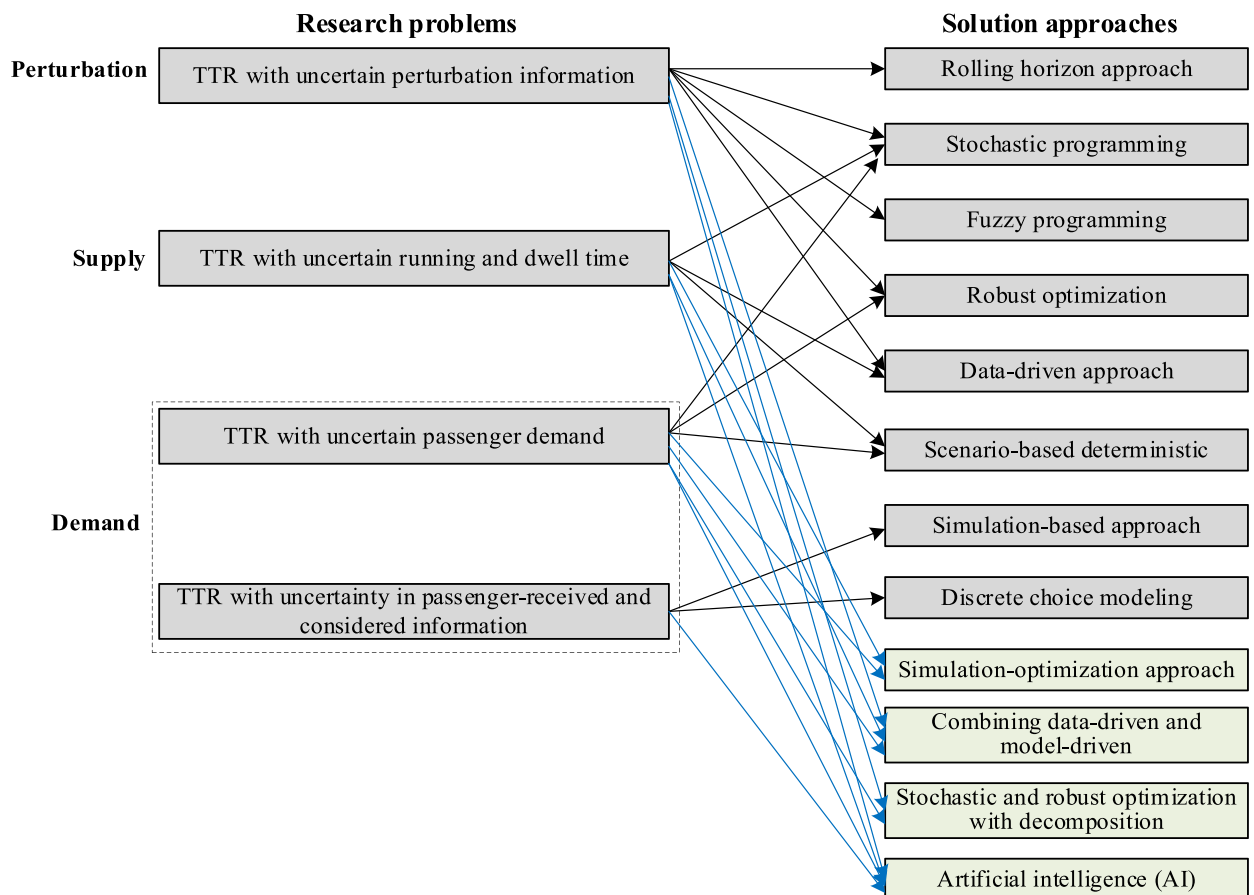 Research problems
Solution approaches
Perturbation
TTR with uncertain perturbation information
Rolling horizon approach
Stochastic programming
Fuzzy programming
Supply
TTR with uncertain running and dwell time
Robust optimization
Data-driven approach
TTR with uncertain passenger demand
Scenario-based deterministic
Demand
Simulation-based approach
TTR with uncertainty in passenger-received and
considered information
Discrete choice modeling
Simulation-optimization approach
Combining data-driven and
model-driven
Stochastic and robust optimization
with decomposition
Artificial intelligence (AI)